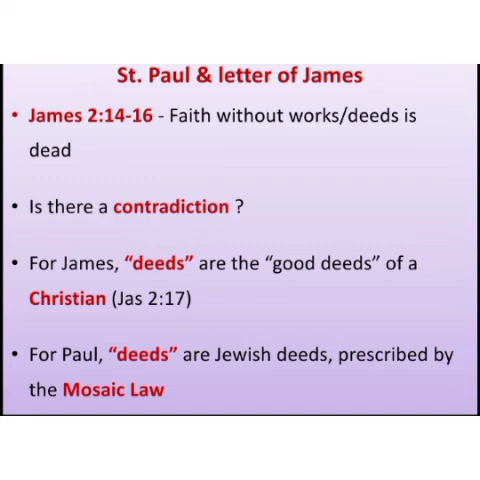 St. Paul & letter of James
• James 2:14-16 - Faith without works/deeds is
dead
• Is there a contradiction ?
• For James, “deeds” are the “good deeds” of a
Christian (Jas 2:17)
• For Paul, “deeds” are Jewish deeds, prescribed by
the Mosaic Law